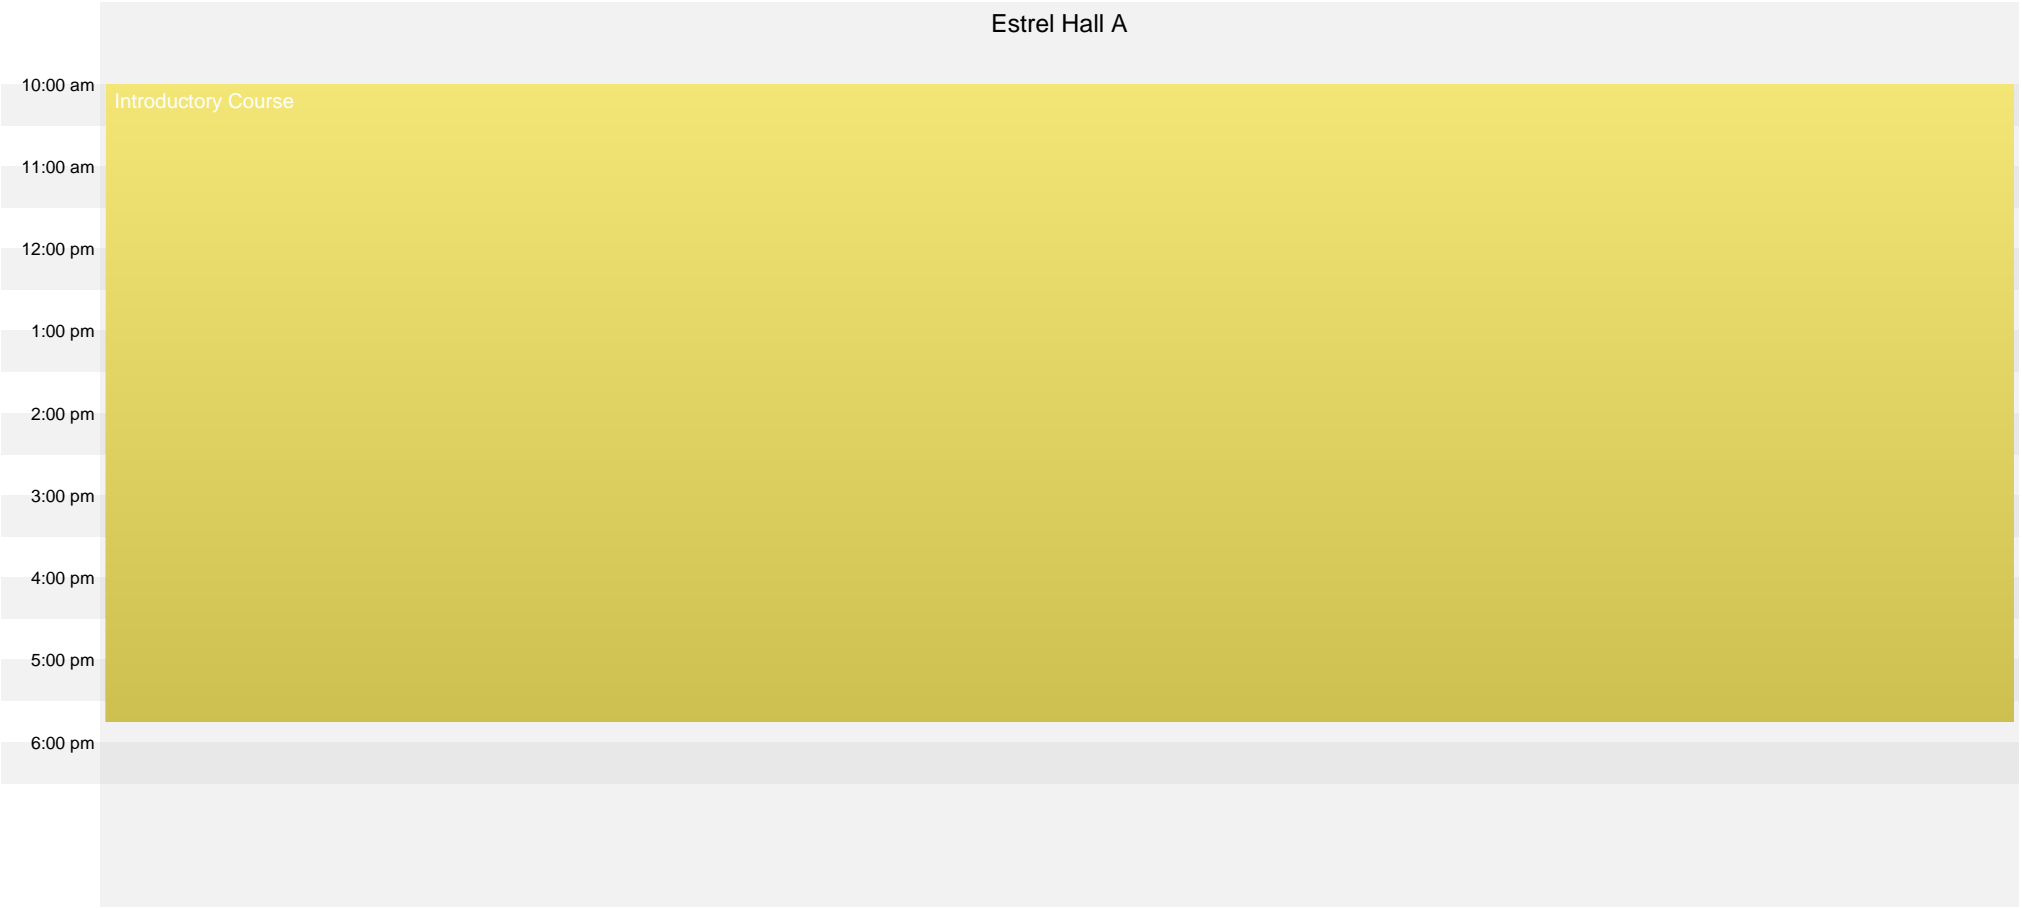 Estrel Hall A
10:00 am
Introductory Course
11:00 am
12:00 pm
1:00 pm
2:00 pm
3:00 pm
4:00 pm
5:00 pm
6:00 pm